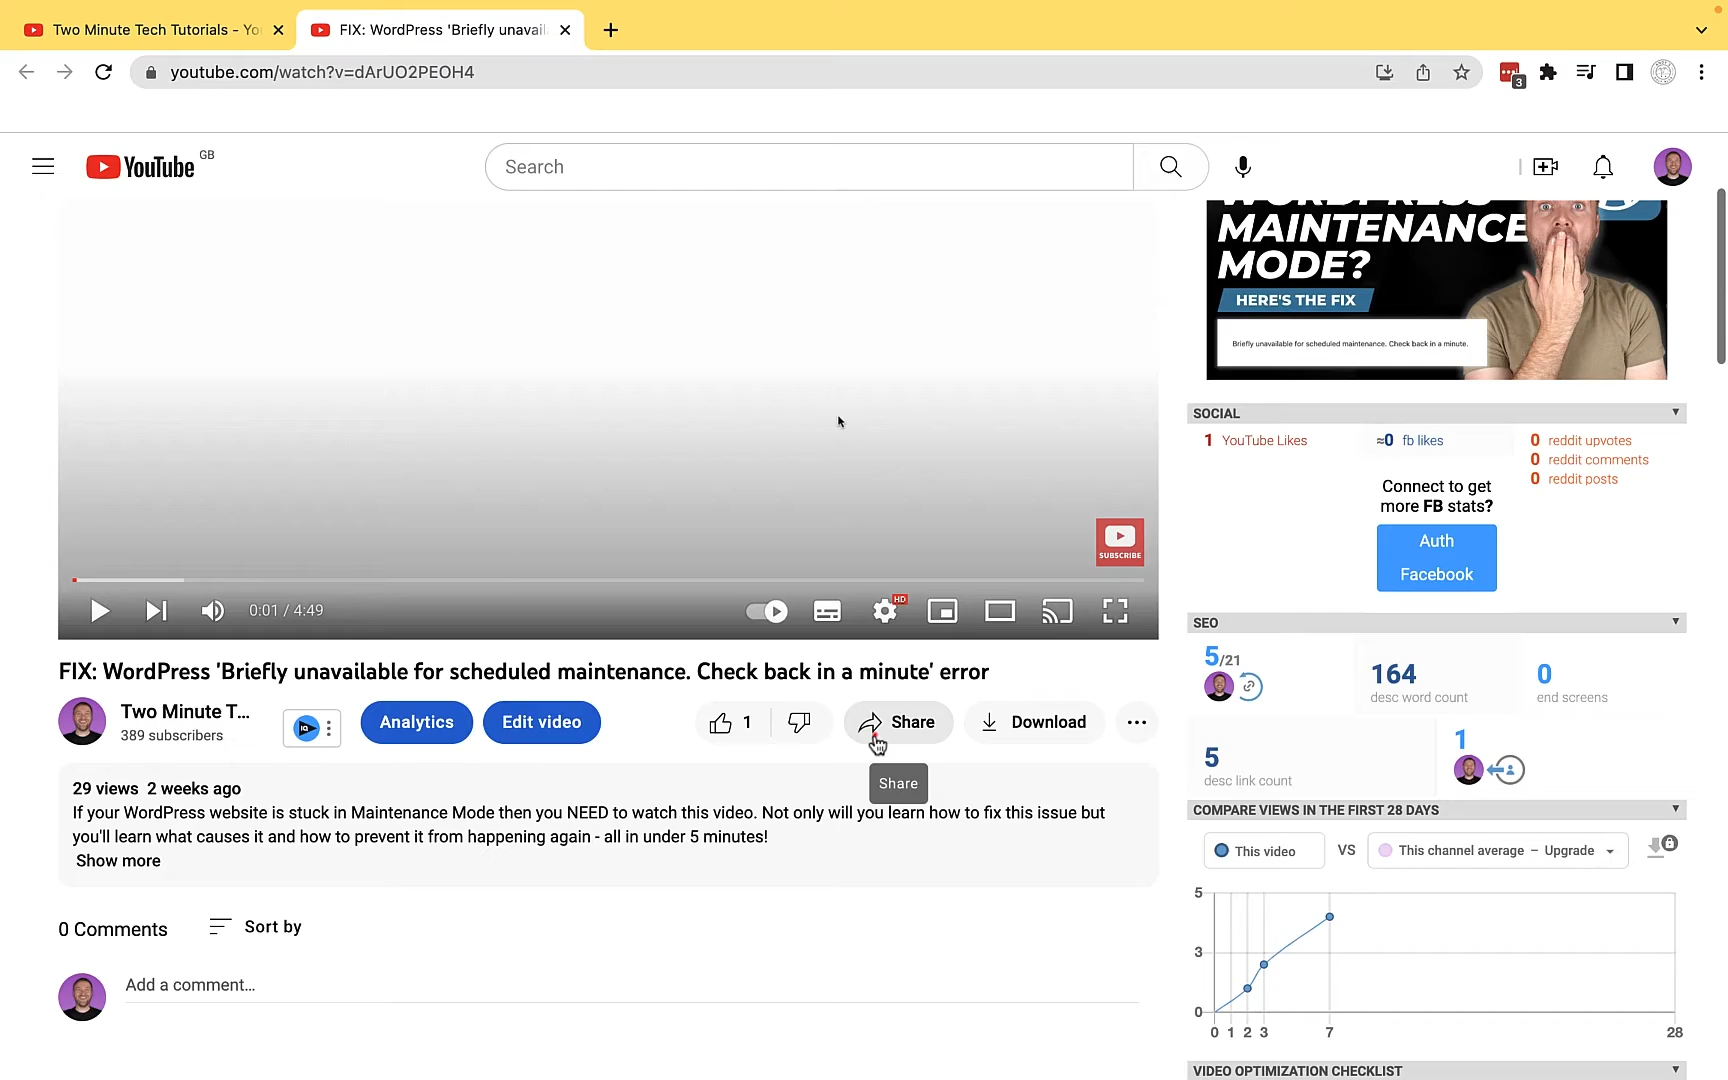 Two Minute Tech Tutorials - Yo
FIX: WordPress 'Briefly unavail
youtube.com/watch?v=dArUO2PEOH4
3
YouTube GB
Search
WORDPRESS
MAINTENANCE
MODE?
HERE'S THE FIX
Briefly unavailable for scheduled maintenance. Check back in a minute.
SUBSCRIBE
0:01 / 4:49
HD
FIX: WordPress 'Briefly unavailable for scheduled maintenance. Check back in a minute' error
Two Minute T...
389 subscribers
IQ
Analytics
Edit video
1
Share
Download
Share
29 views 2 weeks ago
If your WordPress website is stuck in Maintenance Mode then you NEED to watch this video. Not only will you learn how to fix this issue but
you'll learn what causes it and how to prevent it from happening again - all in under 5 minutes!
Show more
0 Comments
Sort by
Add a comment...
SOCIAL
1 YouTube Likes
≈0 fb likes
0 reddit upvotes
0 reddit comments
0 reddit posts
Connect to get
more FB stats?
Auth
Facebook
SEO
5/21
164
desc word count
0
end screens
5
desc link count
1
COMPARE VIEWS IN THE FIRST 28 DAYS
This video
VS
This channel average – Upgrade
5
3
0
0 1 2 3 7 28
VIDEO OPTIMIZATION CHECKLIST